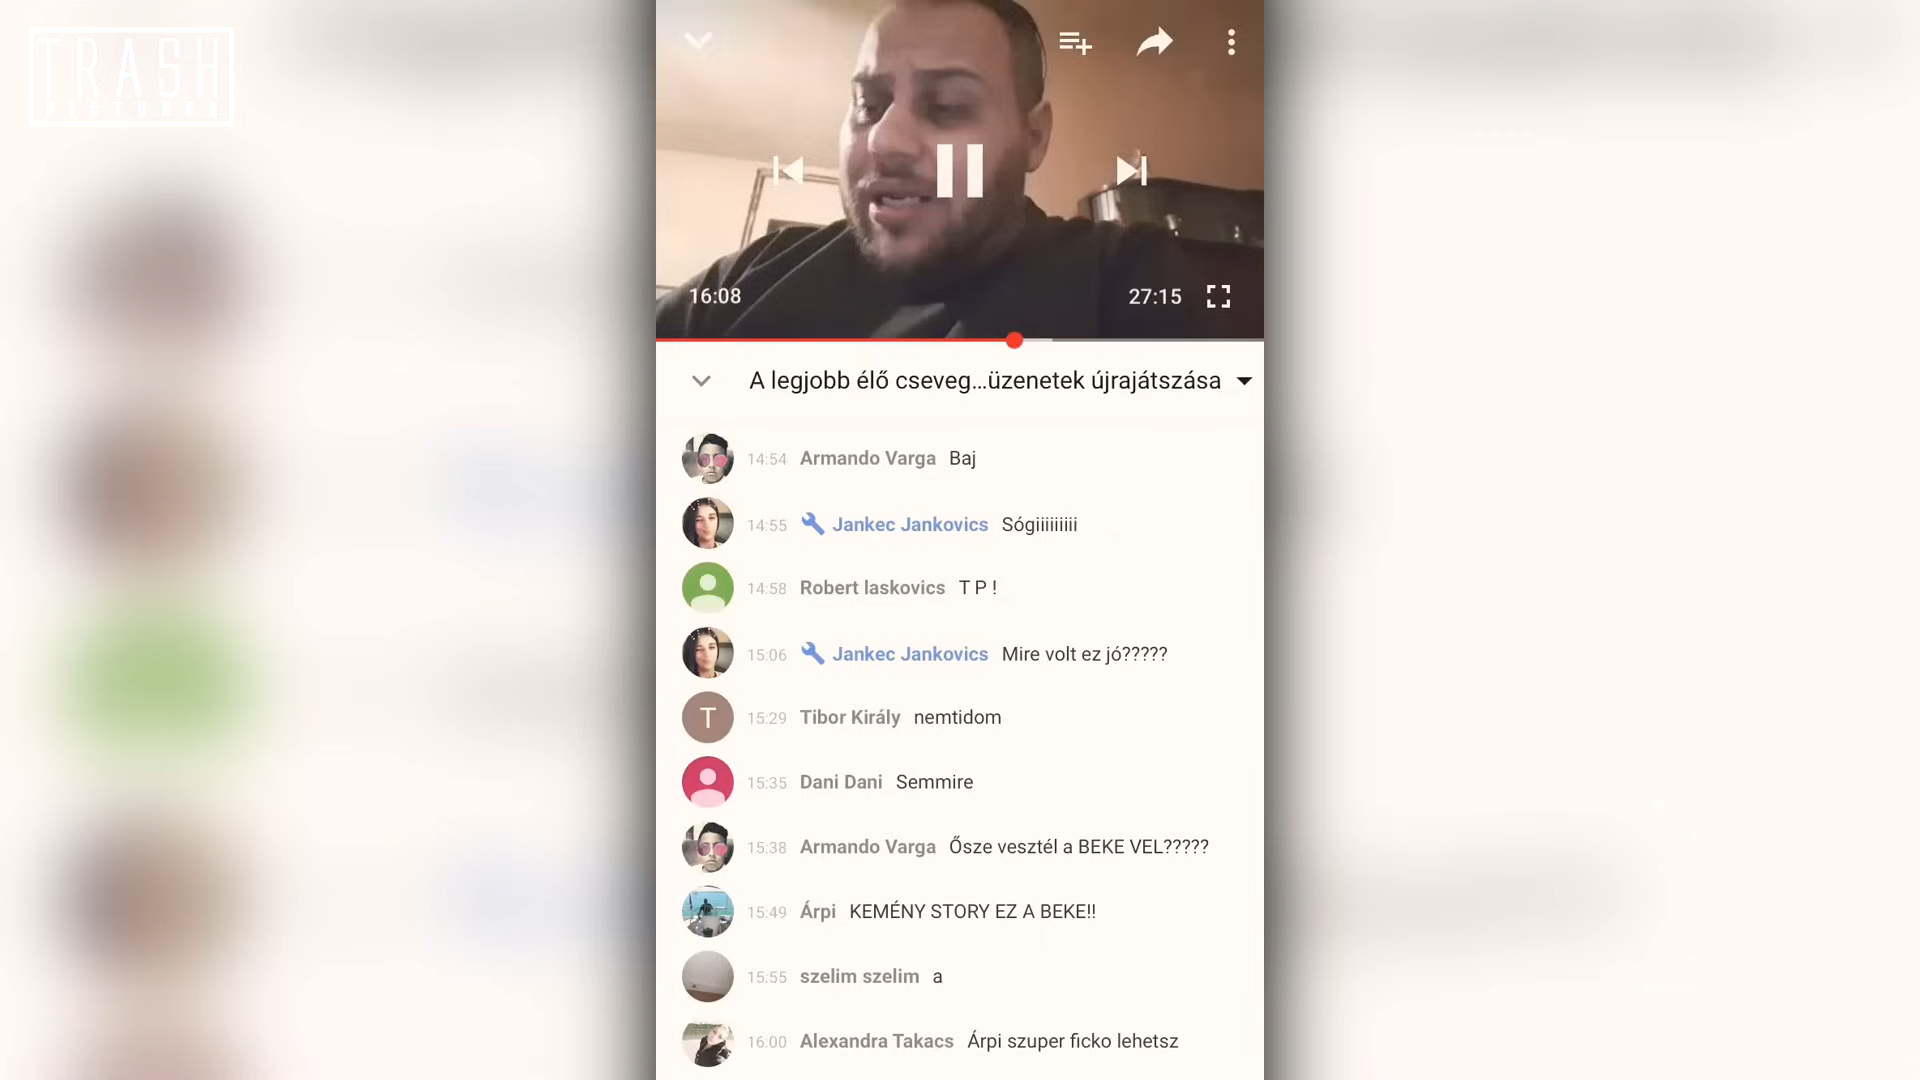 TRASH
16:08
27:15
A legjobb élő cseveg...üzenetek újrajátszása
14:54 Armando Varga Baj
14:55 Jankec Jankovics Sógiiiiiiiii
14:58 Robert laskovics T P !
15:06 Jankec Jankovics Mire volt ez jó?????
T 15:29 Tibor Király nemtidom
15:35 Dani Dani Semmire
15:38 Armando Varga Ősze vesztél a BEKE VEL?????
15:49 Árpi KEMÉNY STORY EZ A BEKE!!
15:55 szelim szelim a
16:00 Alexandra Takacs Árpi szuper ficko lehetsz